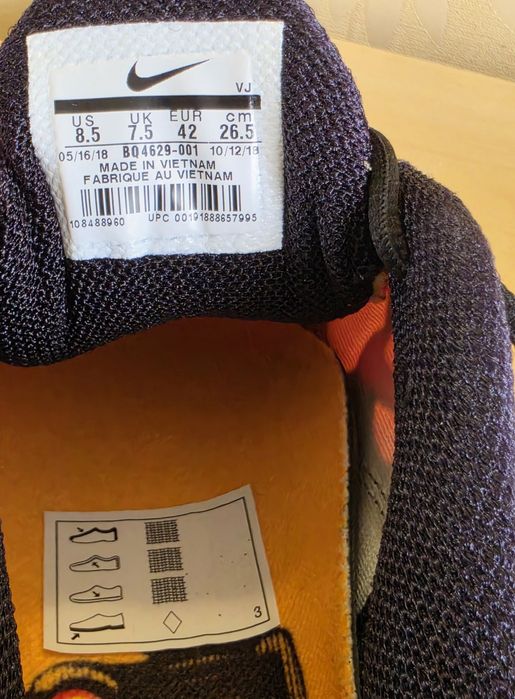 VJ
US UK EUR cm
8.5 7.5 42 26.5
05/16/18 BQ4629-001 10/12/18
MADE IN VIETNAM
FABRIQUE AU VIETNAM
108488960 UPC 00191888657995
3